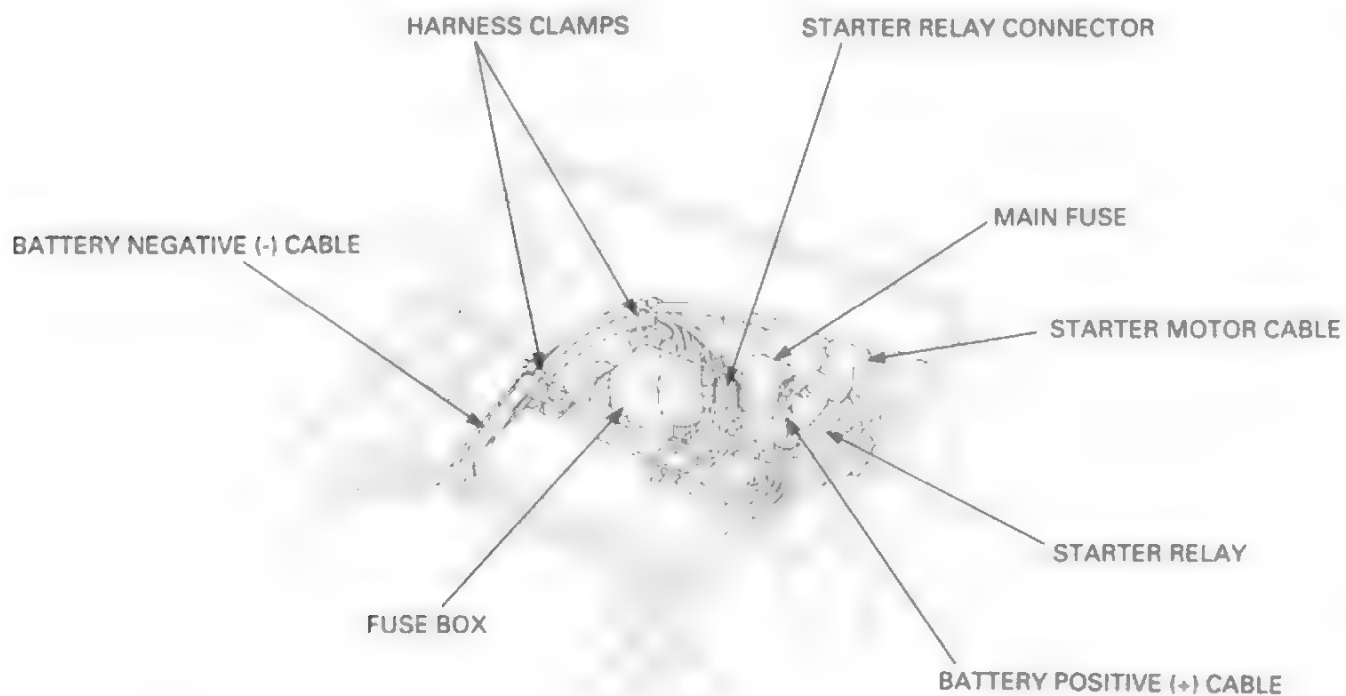 HARNESS CLAMPS
STARTER RELAY CONNECTOR
MAIN FUSE
BATTERY NEGATIVE (-) CABLE
STARTER MOTOR CABLE
STARTER RELAY
FUSE BOX
BATTERY POSITIVE (+) CABLE